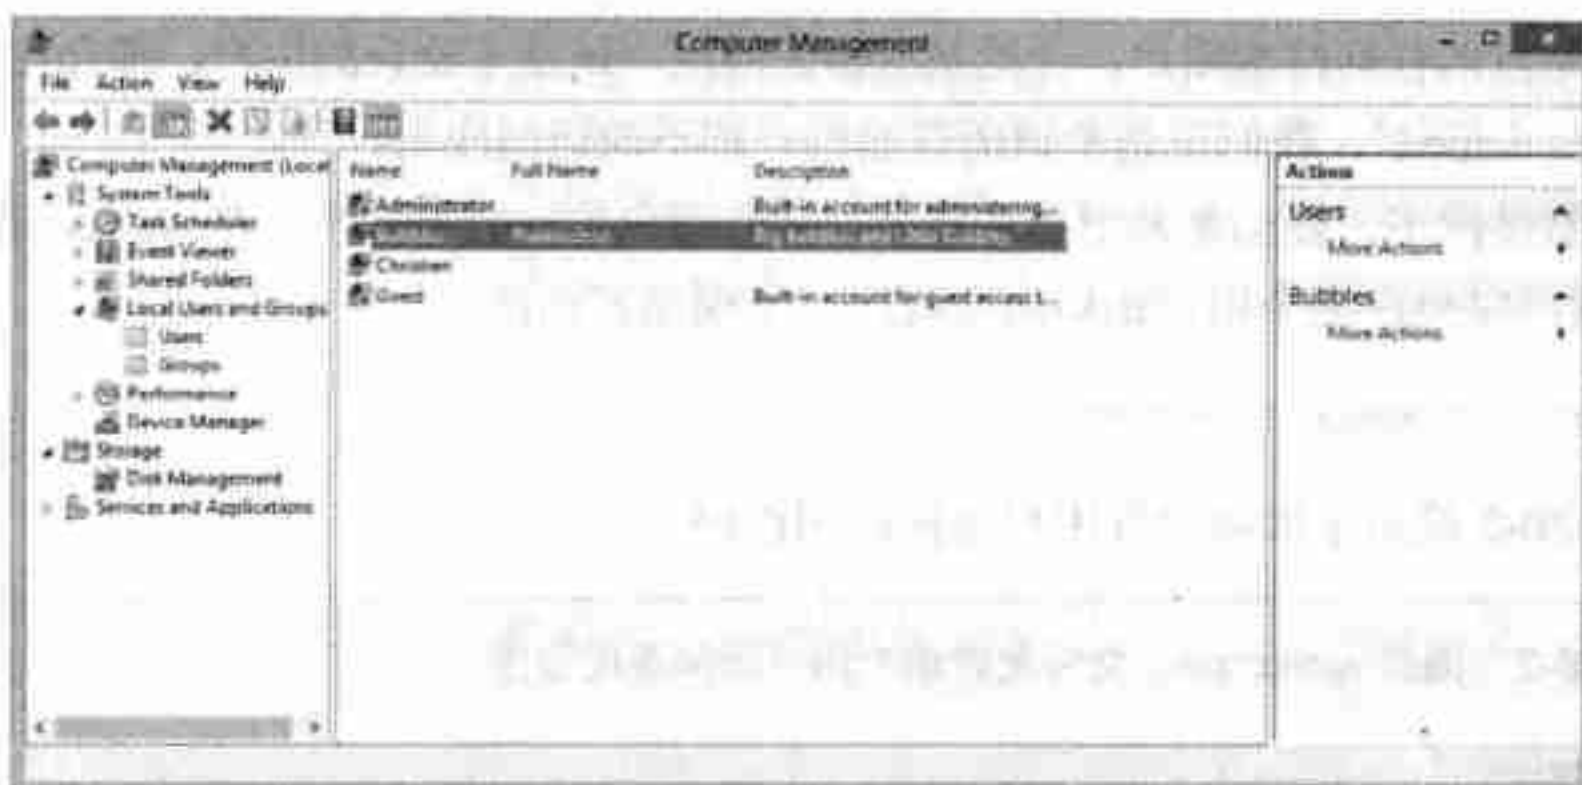 Computer Management
File Action View Help
Computer Management (Local
System Tools
Task Scheduler
Event Viewer
Shared Folders
Local Users and Groups
Users
Groups
Performance
Device Manager
Storage
Disk Management
Services and Applications
Name Full Name Description
Administrator Built-in account for administering...
Bubbles
Christian
Guest Built-in account for guest access t...
Actions
Users
More Actions
Bubbles
More Actions